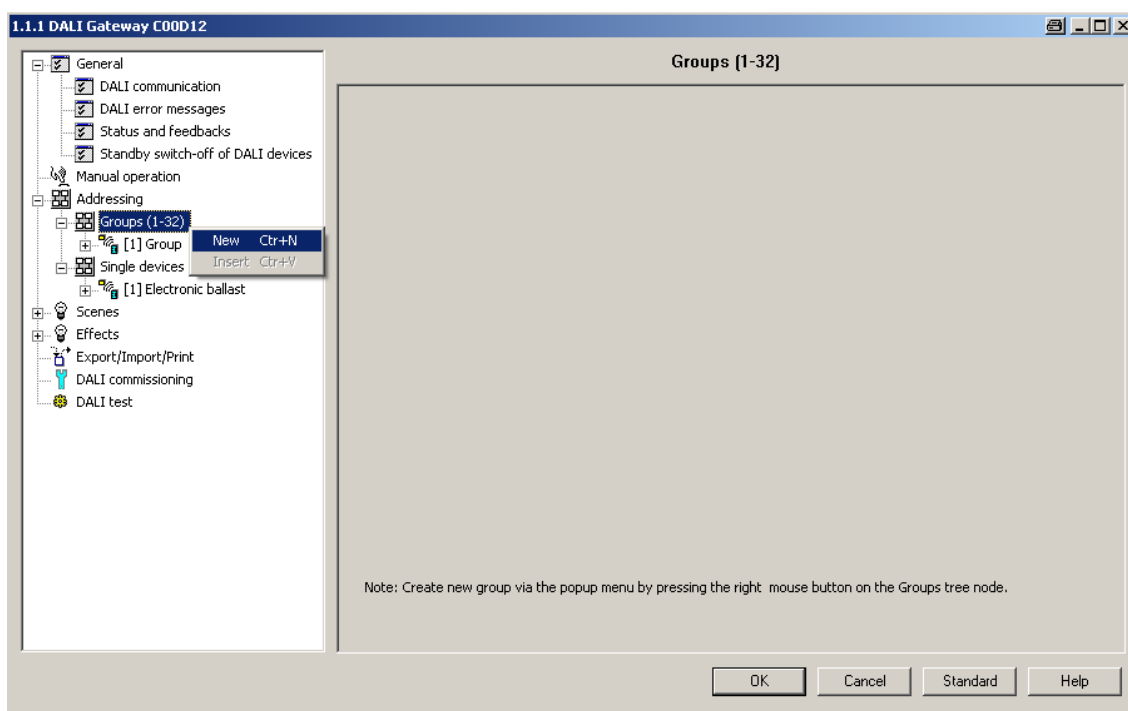 1.1.1 DALI Gateway C00D12
General
DALI communication
DALI error messages
Status and feedbacks
Standby switch-off of DALI devices
Manual operation
Addressing
Groups (1-32)
[1] Group
New Ctr+N
Insert Ctr+V
Single devices
[1] Electronic ballast
Scenes
Effects
Export/Import/Print
DALI commissioning
DALI test
Groups (1-32)
Note: Create new group via the popup menu by pressing the right mouse button on the Groups tree node.
OK
Cancel
Standard
Help